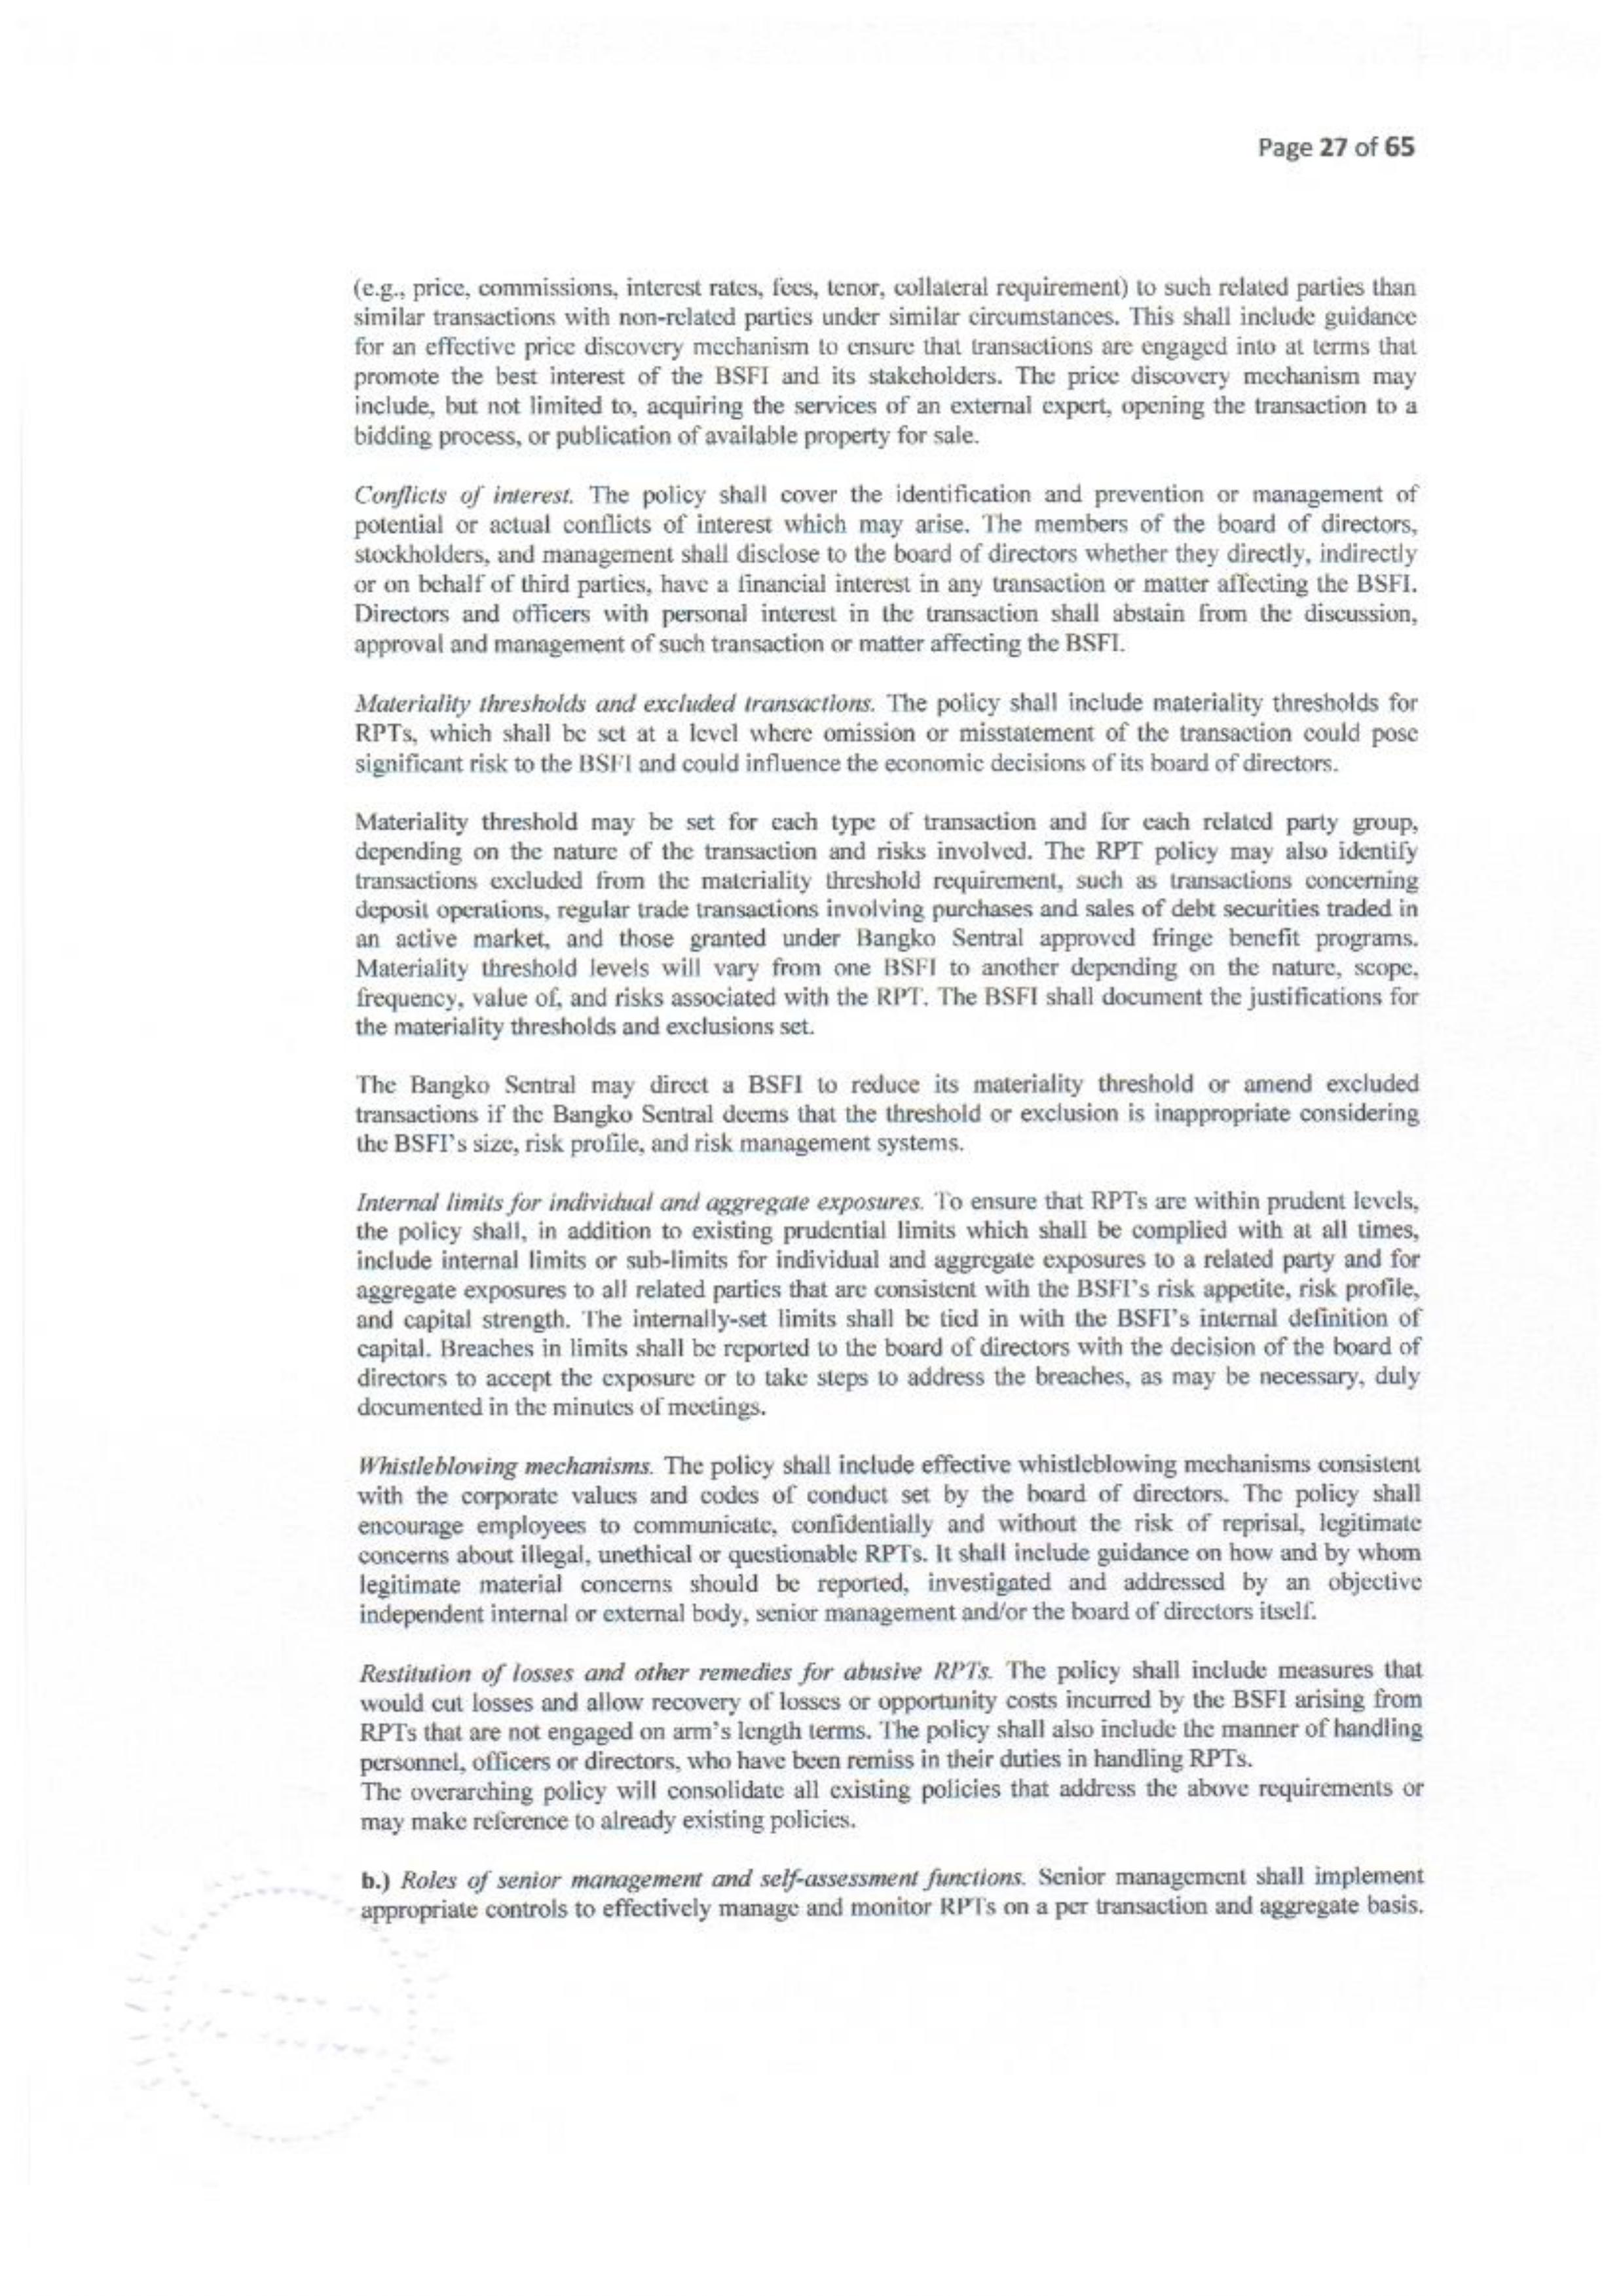 Page 27 of 65
(e.g., price, commissions, interest rates, fees, tenor, collateral requirement) to such related parties than
similar transactions with non-related parties under similar circumstances. This shall include guidance
for an effective price discovery mechanism to ensure that transactions are engaged into at terms that
promote the best interest of the BSFI and its stakeholders. The price discovery mechanism may
include, but not limited to, acquiring the services of an external expert, opening the transaction to a
bidding process, or publication of available property for sale.
Conflicts of interest. The policy shall cover the identification and prevention or management of
potential or actual conflicts of interest which may arise. The members of the board of directors,
stockholders, and management shall disclose to the board of directors whether they directly, indirectly
or on behalf of third parties, have a financial interest in any transaction or matter affecting the BSFI.
Directors and officers with personal interest in the transaction shall abstain from the discussion,
approval and management of such transaction or matter affecting the BSFI.
Materiality thresholds and excluded transactions. The policy shall include materiality thresholds for
RPTs, which shall be set at a level where omission or misstatement of the transaction could pose
significant risk to the BSFI and could influence the economic decisions of its board of directors.
Materiality threshold may be set for each type of transaction and for each related party group,
depending on the nature of the transaction and risks involved. The RPT policy may also identify
transactions excluded from the materiality threshold requirement, such as transactions concerning
deposit operations, regular trade transactions involving purchases and sales of debt securities traded in
an active market, and those granted under Bangko Sentral approved fringe benefit programs.
Materiality threshold levels will vary from one BSFI to another depending on the nature, scope,
frequency, value of, and risks associated with the RPT. The BSFI shall document the justifications for
the materiality thresholds and exclusions set.
The Bangko Sentral may direct a BSFI to reduce its materiality threshold or amend excluded
transactions if the Bangko Sentral deems that the threshold or exclusion is inappropriate considering
the BSFI's size, risk profile, and risk management systems.
Internal limits for individual and aggregate exposures. To ensure that RPTs are within prudent levels,
the policy shall, in addition to existing prudential limits which shall be complied with at all times,
include internal limits or sub-limits for individual and aggregate exposures to a related party and for
aggregate exposures to all related parties that are consistent with the BSFI's risk appetite, risk profile,
and capital strength. The internally-set limits shall be tied in with the BSFI's internal definition of
capital. Breaches in limits shall be reported to the board of directors with the decision of the board of
directors to accept the exposure or to take steps to address the breaches, as may be necessary, duly
documented in the minutes of meetings.
Whistleblowing mechanisms. The policy shall include effective whistleblowing mechanisms consistent
with the corporate values and codes of conduct set by the board of directors. The policy shall
encourage employees to communicate, confidentially and without the risk of reprisal, legitimate
concerns about illegal, unethical or questionable RPTs. It shall include guidance on how and by whom
legitimate material concerns should be reported, investigated and addressed by an objective
independent internal or external body, senior management and/or the board of directors itself.
Restitution of losses and other remedies for abusive RPTs. The policy shall include measures that
would cut losses and allow recovery of losses or opportunity costs incurred by the BSFI arising from
RPTs that are not engaged on arm's length terms. The policy shall also include the manner of handling
personnel, officers or directors, who have been remiss in their duties in handling RPTs.
The overarching policy will consolidate all existing policies that address the above requirements or
may make reference to already existing policies.
b.) Roles of senior management and self-assessment functions. Senior management shall implement
appropriate controls to effectively manage and monitor RPTs on a per transaction and aggregate basis.